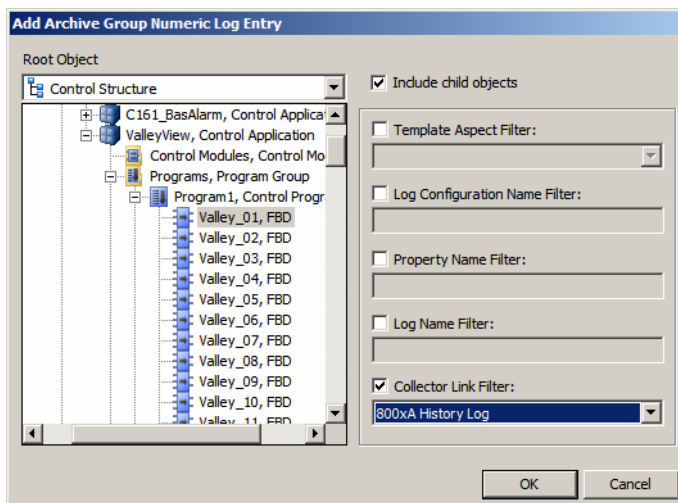 Add Archive Group Numeric Log Entry
Root Object
Control Structure
C161_BasAlarm, Control Applicat
ValleyView, Control Application
Control Modules, Control Mo
Programs, Program Group
Program1, Control Progr
Valley_01, FBD
Valley_02, FBD
Valley_03, FBD
Valley_04, FBD
Valley_05, FBD
Valley_06, FBD
Valley_07, FBD
Valley_08, FBD
Valley_09, FBD
Valley_10, FBD
Valley_11, FBD
Include child objects
Template Aspect Filter:
Log Configuration Name Filter:
Property Name Filter:
Log Name Filter:
Collector Link Filter:
800xA History Log
OK
Cancel